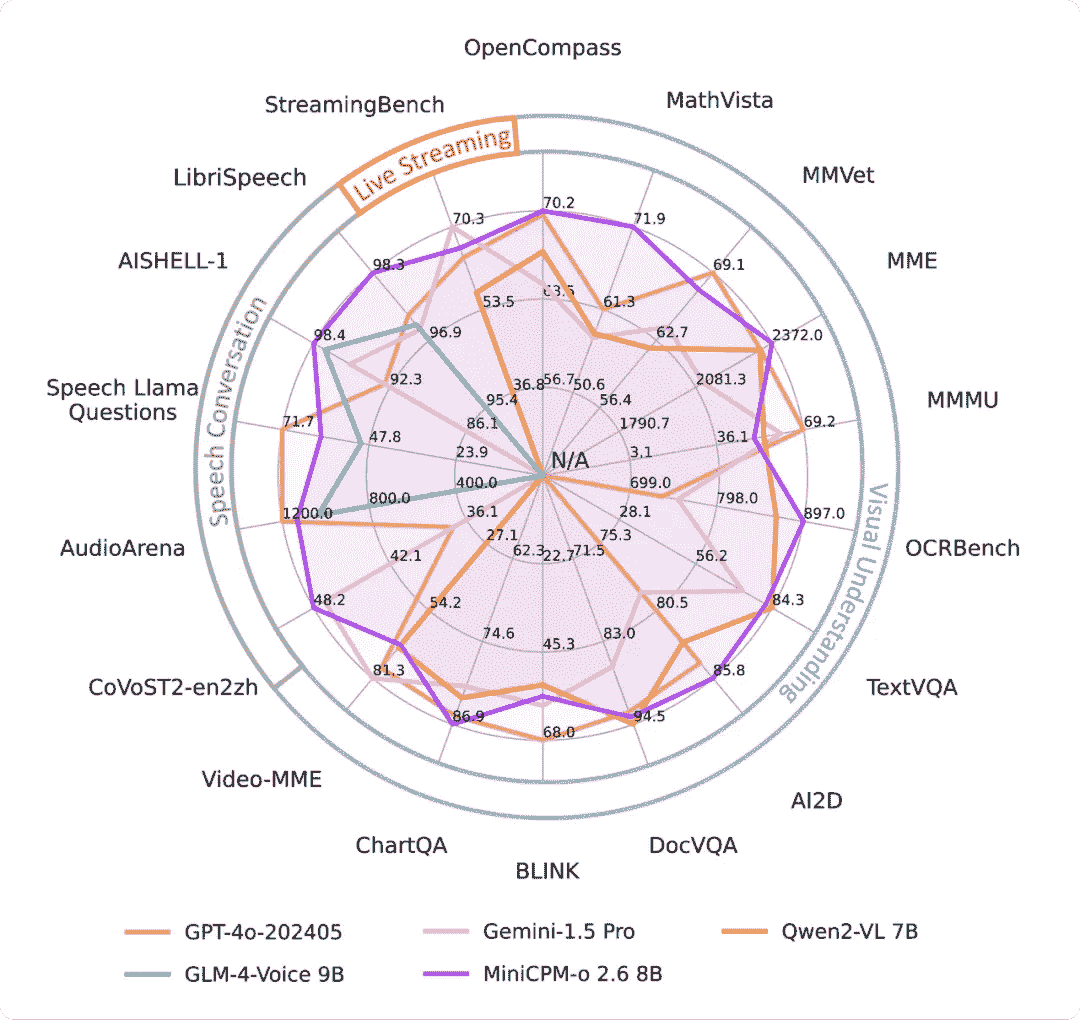 OpenCompass
StreamingBench
MathVista
Live Streaming
LibriSpeech
MMVet
70.3
70.2
71.9
AISHELL-1
98.3
69.1
MME
53.5
63.5
61.3
98.4
96.9
62.7
2372.0
Speech Conversation
Speech Llama
Questions
92.3
36.8
56.7
50.6
2081.3
95.4
56.4
MMMU
71.7
47.8
86.1
1790.7
36.1
69.2
23.9
N/A
3.1
1200.0
800.0
400.0
699.0
798.0
897.0
36.1
28.1
AudioArena
27.1
75.3
OCRBench
42.1
62.3
22.7
71.5
56.2
Visual Understanding
48.2
54.2
80.5
84.3
74.6
45.3
83.0
CoVoST2-en2zh
81.3
85.8
TextVQA
86.9
68.0
94.5
Video-MME
AI2D
ChartQA
DocVQA
BLINK
GPT-4o-202405
Gemini-1.5 Pro
Qwen2-VL 7B
GLM-4-Voice 9B
MiniCPM-o 2.6 8B